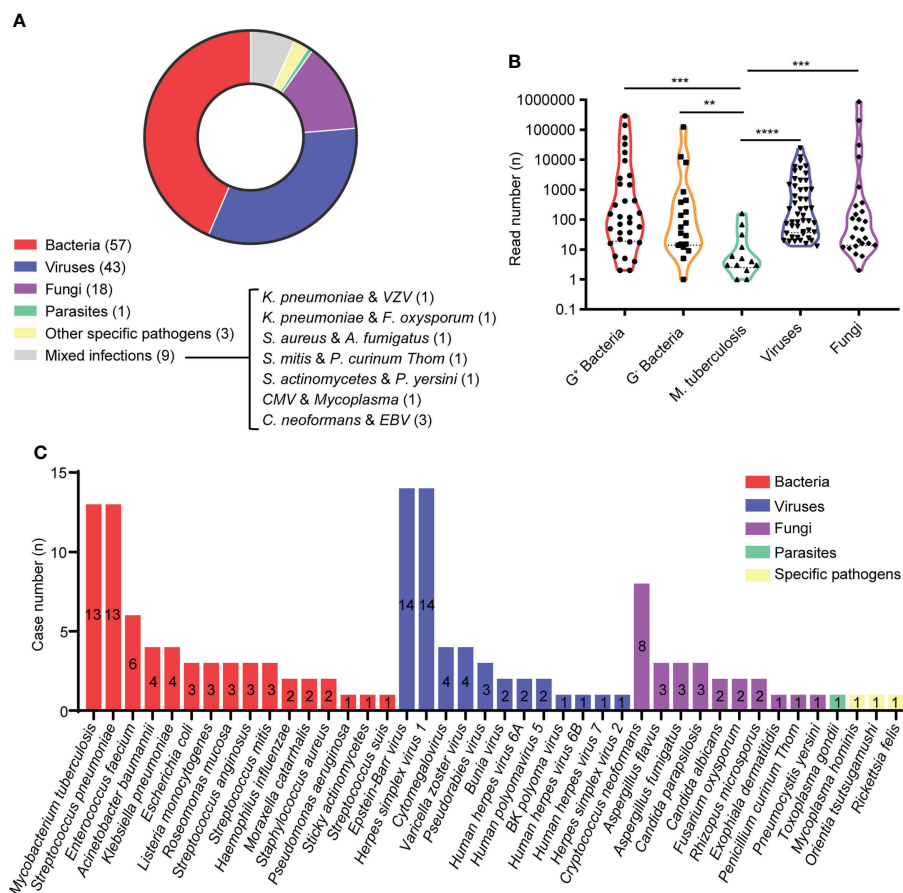 A
Bacteria (57)
Viruses (43)
Fungi (18)
Parasites (1)
Other specific pathogens (3)
Mixed infections (9)
K. pneumoniae & VZV (1)
K. pneumoniae & F. oxysporum (1)
S. aureus & A. fumigatus (1)
S. mitis & P. curinum Thom (1)
S. actinomycetes & P. yersini (1)
CMV & Mycoplasma (1)
C. neoformans & EBV (3)
B
Read number (n)
1000000
100000
10000
1000
100
10
1
0.1
***
**
****
***
G+ Bacteria
G- Bacteria
M. tuberculosis
Viruses
Fungi
C
Case number (n)
15
10
5
0
Bacteria
Viruses
Fungi
Parasites
Specific pathogens
13 13 6 4 4 3 3 3 3 3 2 2 2 1 1 1 14 14 4 4 3 2 2 2 1 1 1 1 8 3 3 3 2 2 2 1 1 1 1 1 1 1
Mycobacterium tuberculosis
Streptococcus pneumoniae
Enterococcus faecium
Acinetobacter baumannii
Klebsiella pneumoniae
Escherichia coli
Listeria monocytogenes
Roseomonas mucosa
Streptococcus anginosus
Streptococcus mitis
Haemophilus influenzae
Moraxella catarrhalis
Staphylococcus aureus
Pseudomonas aeruginosa
Sticky actinomycetes
Streptococcus suis
Epstein-Barr virus
Herpes simplex virus 1
Cytomegalovirus
Varicella zoster virus
Pseudorabies virus
Bunia virus
Human herpes virus 6A
Human polyomavirus 5
BK polyoma virus
Human herpes virus 6B
Human herpes virus 7
Herpes simplex virus 2
Cryptococcus neoformans
Aspergillus flavus
Aspergillus fumigatus
Candida parapsilosis
Candida albicans
Fusarium oxysporum
Rhizopus microsporus
Exophiala dermatitidis
Penicillium curinum Thom
Pneumocystis yersini
Toxoplasma gondii
Mycoplasma hominis
Orientia tsutsugamushi
Rickettsia felis